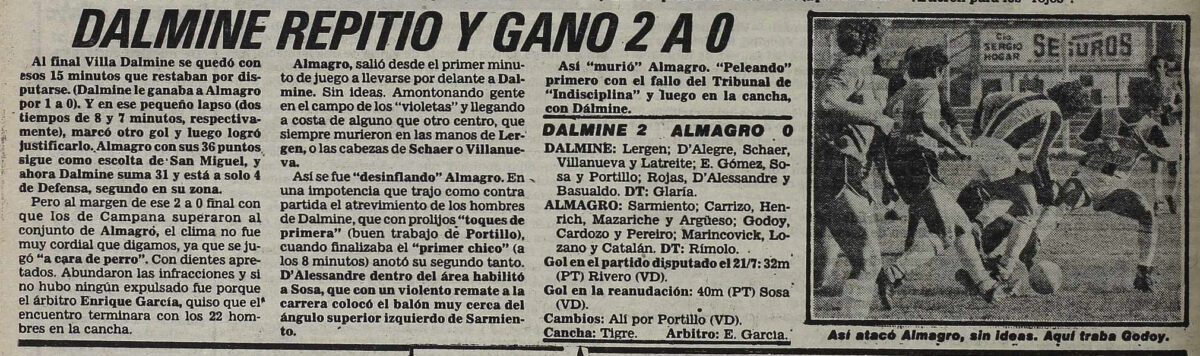 DALMINE REPITIO Y GANO 2 A 0
Al final Villa Dalmine se quedó con
esos 15 minutos que restaban por dis-
putarse. (Dalmine le ganaba a Almagro
por 1 a 0). Y en ese pequeño lapso (dos
tiempos de 8 y 7 minutos, respectiva-
mente), marcó otro gol y luego logró
justificarlo. Almagro con sus 36 puntos
sigue como escolta de San Miguel, y
ahora Dalmine suma 31 y está a solo 4
de Defensa, segundo en su zona.
Pero al margen de ese 2 a 0 final con
que los de Campana superaron al
conjunto de Almagró, el clima no fue
muy cordial que digamos, ya que se ju-
gó "a cara de perro". Con dientes apre-
tados. Abundaron las infracciones y si
no hubo ningún expulsado fue porque
el árbitro Enrique García, quiso que el
encuentro terminara con los 22 hom-
bres en la cancha.
Almagro, salió desde el primer minu-
to de juego a llevarse por delante a Dal-
mine. Sin ideas. Amontonando gente
en el campo de los "violetas" y llegando
a costa de alguno que otro centro, que
siempre murieron en las manos de Ler-
gen, o las cabezas de Schaer o Villanue-
va.
Así se fue "desinflando" Almagro. En
una impotencia que trajo como contra
partida el atrevimiento de los hombres
de Dalmine, que con prolijos "toques de
primera" (buen trabajo de Portillo),
cuando finalizaba el "primer chico" (a
los 8 minutos) anotó su segundo tanto.
D'Alessandre dentro del área habilitó
a Sosa, que con un violento remate a la
carrera colocó el balón muy cerca del
ángulo superior izquierdo de Sarmien-
to.
Así "murió" Almagro. "Peleando"
primero con el fallo del Tribunal de
"Indisciplina" y luego en la cancha,
con Dálmine.
DALMINE 2 ALMAGRO 0
DALMINE: Lergen; D'Alegre, Schaer,
Villanueva y Latreite; E. Gómez, So-
sa y Portillo; Rojas, D'Alessandre y
Basualdo. DT: Glaría.
ALMAGRO: Sarmiento; Carrizo, Hen-
rich, Mazariche y Argüeso; Godoy,
Cardozo y Pereiro; Marincovick, Lo-
zano y Catalán. DT: Rímolo.
Gol en el partido disputado el 21/7: 32m
(PT) Rivero (VD).
Gol en la reanudación: 40m (PT) Sosa
(VD).
Cambios: Alí por Portillo (VD).
Cancha: Tigre. Arbitro: E. Garcia.
Cia
SERGIO
HOGAR
SEGUROS
Así atacó Almagro, sin ideas. Aquí traba Godoy.